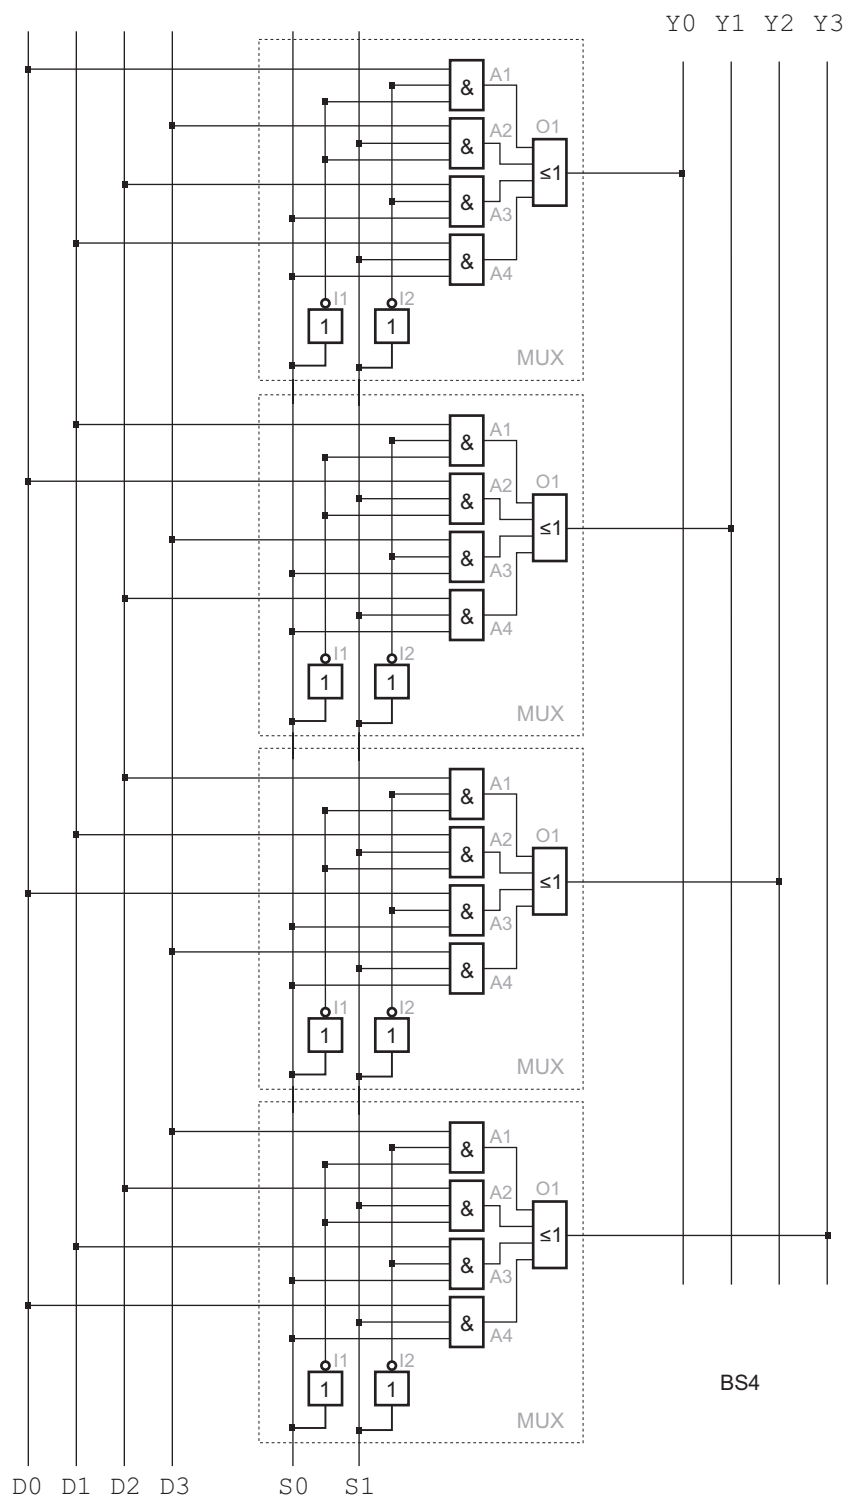 Y0 Y1 Y2 Y3
& A1
& A2 O1
≤1
& A3
& A4
I1 I2
1 1
MUX
& A1
& A2 O1
≤1
& A3
& A4
I1 I2
1 1
MUX
& A1
& A2 O1
≤1
& A3
& A4
I1 I2
1 1
MUX
& A1
& A2 O1
≤1
& A3
& A4
I1 I2
1 1
MUX
BS4
D0 D1 D2 D3 S0 S1